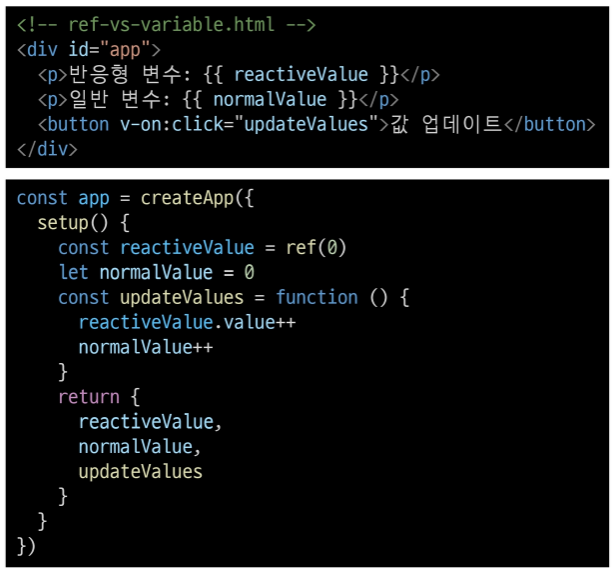 <!-- ref-vs-variable.html -->
<div id="app">
  <p>반응형 변수: {{ reactiveValue }}</p>
  <p>일반 변수: {{ normalValue }}</p>
  <button v-on:click="updateValues">값 업데이트</button>
</div>
const app = createApp({
  setup() {
    const reactiveValue = ref(0)
    let normalValue = 0
    const updateValues = function () {
      reactiveValue.value++
      normalValue++
    }
    return {
      reactiveValue,
      normalValue,
      updateValues
    }
  }
})